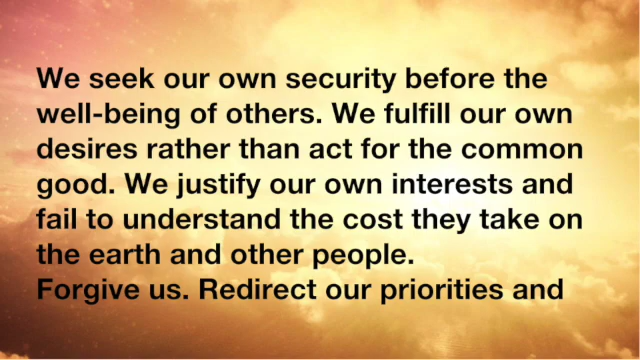 We seek our own security before the
well-being of others. We fulfill our own
desires rather than act for the common
good. We justify our own interests and
fail to understand the cost they take on
the earth and other people.
Forgive us. Redirect our priorities and